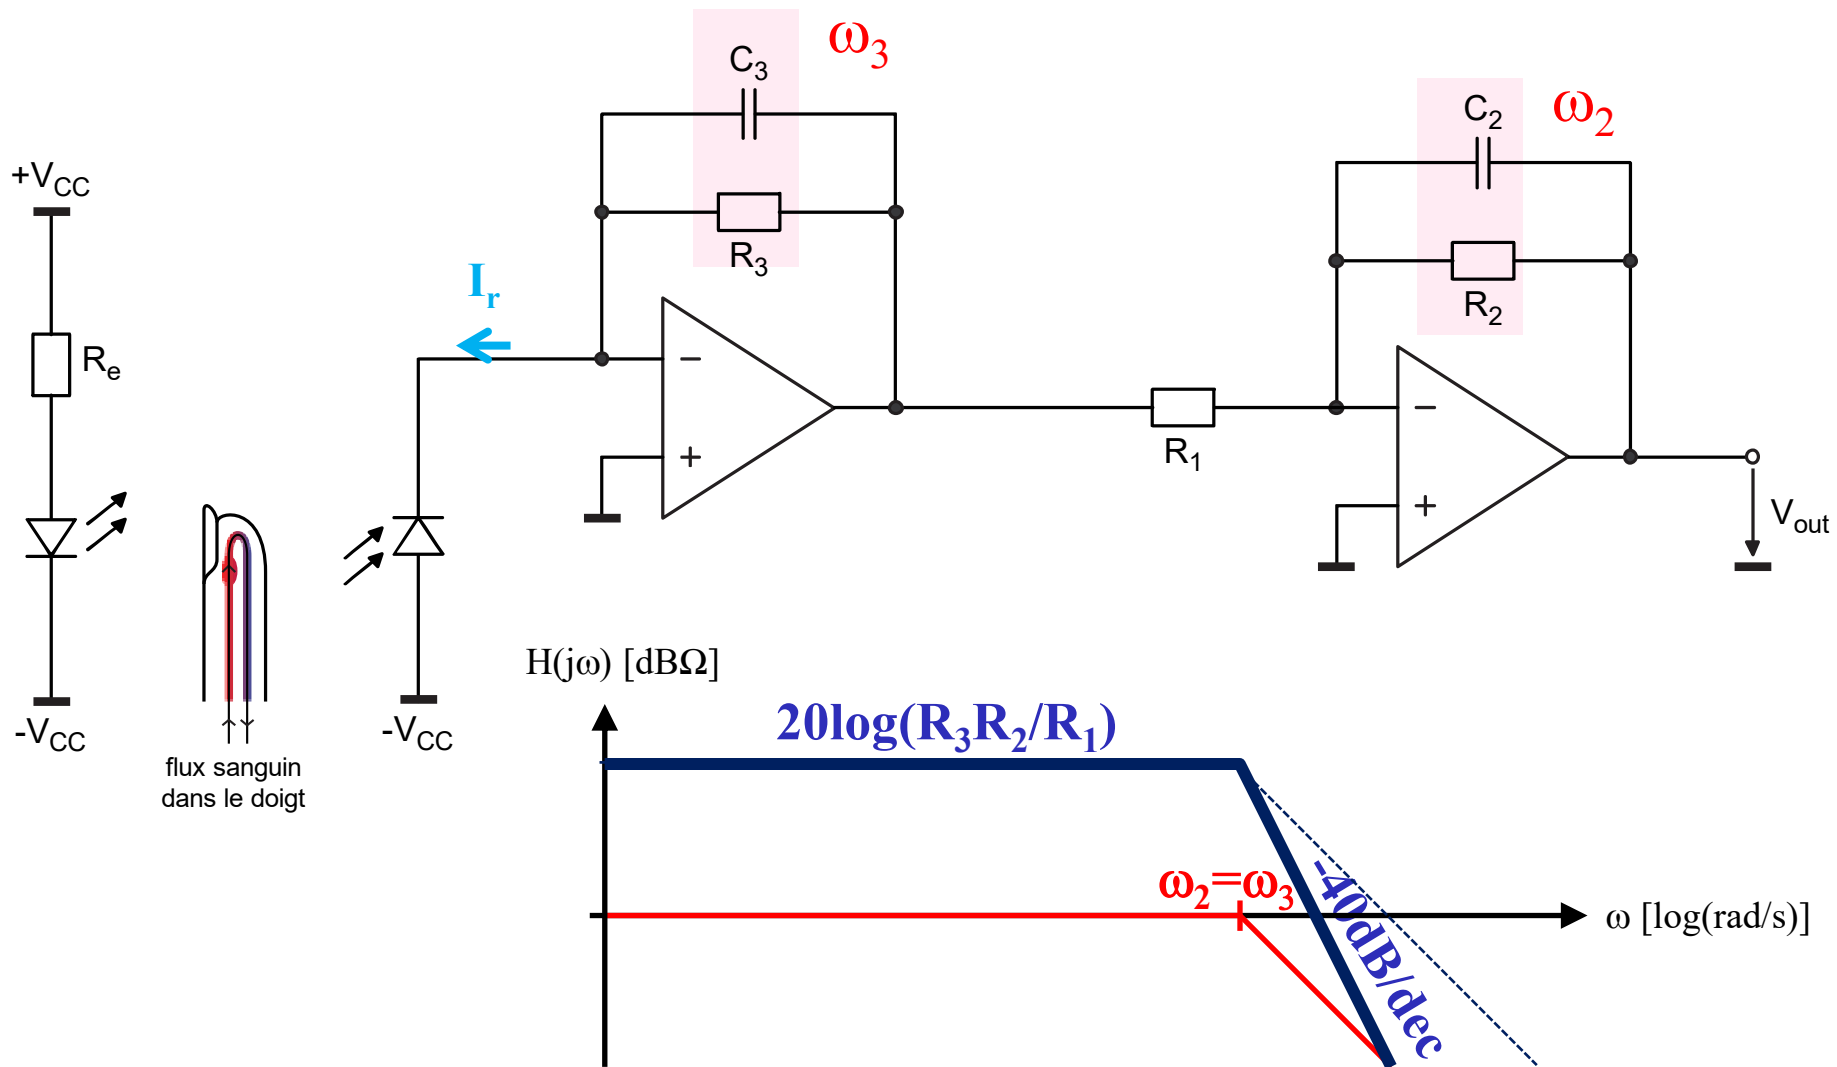 C3
ω3
C2
ω2
+VCC
R3
Ir
R2
Re
−
+
R1
−
+
Vout
-VCC
-VCC
flux sanguin
dans le doigt
H(jω) [dBΩ]
20log(R3R2/R1)
ω2=ω3
-40dB/dec
ω [log(rad/s)]